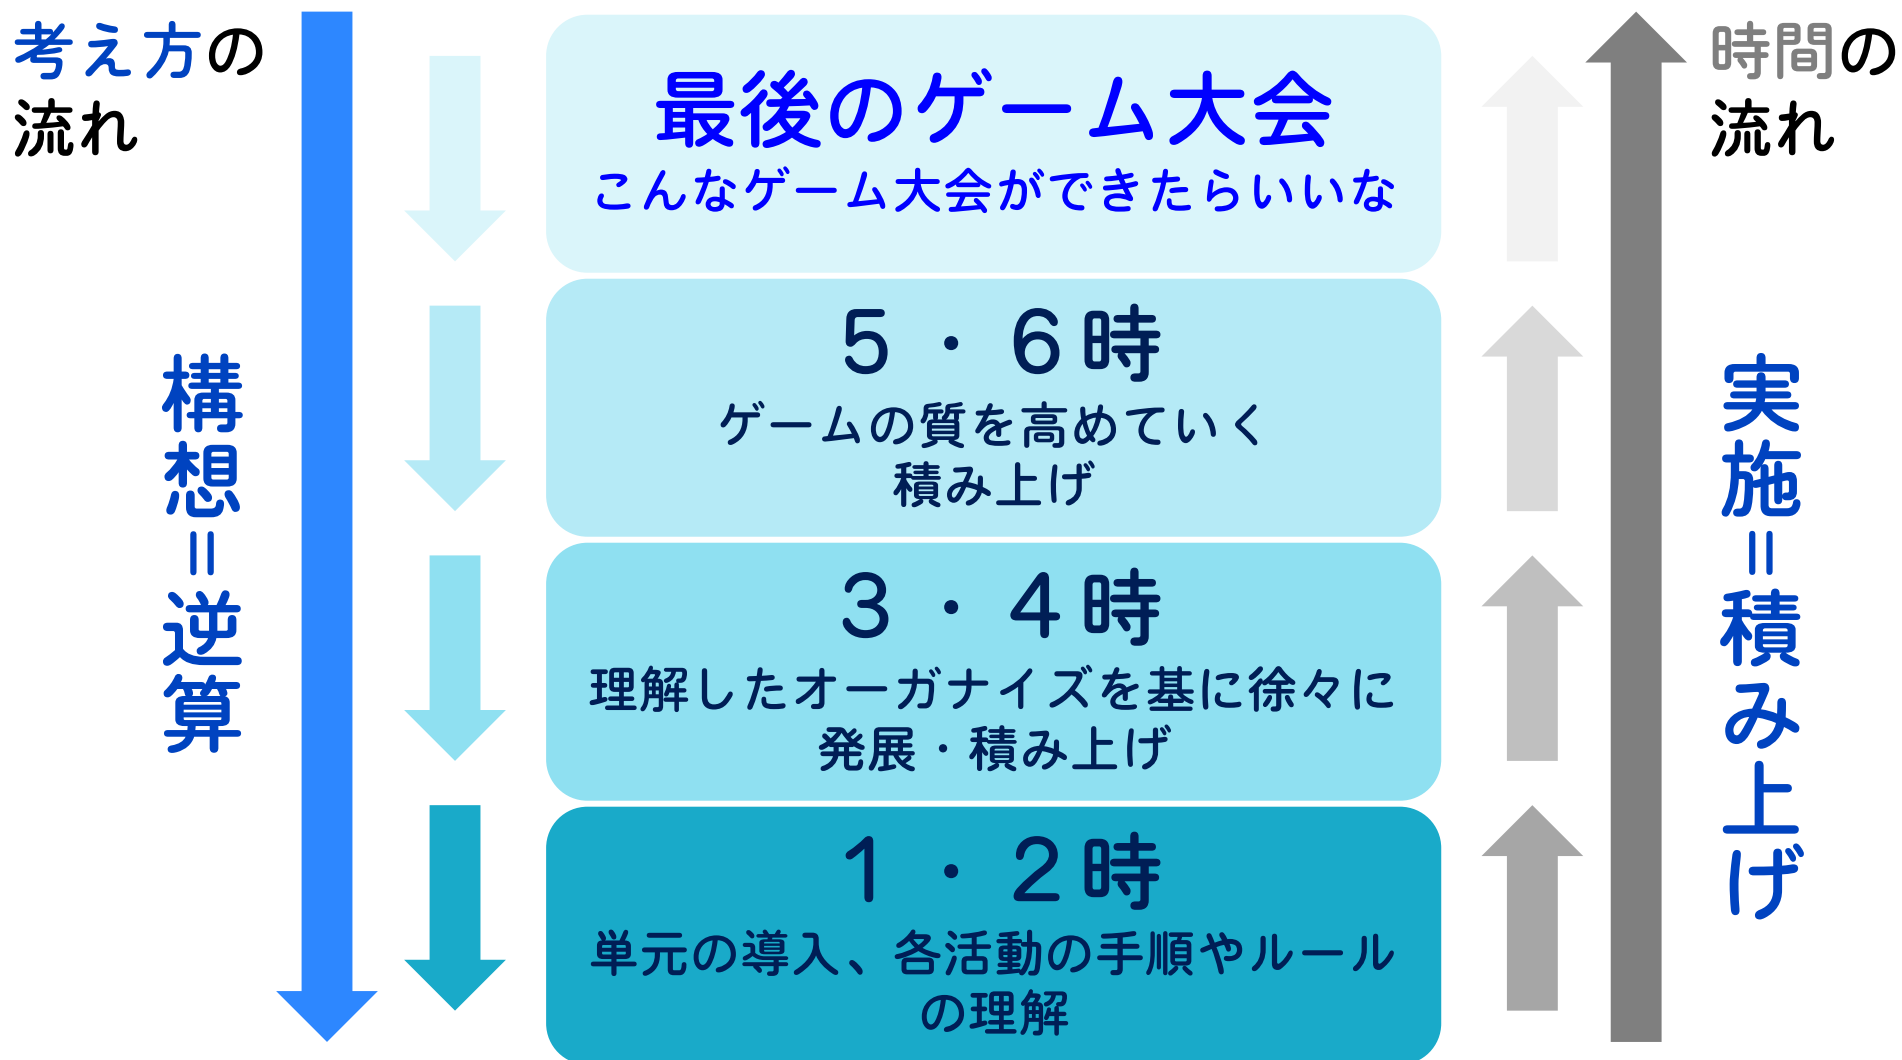 考え方の
流れ
構想＝逆算
最後のゲーム大会
こんなゲーム大会ができたらいいな
５・６時
ゲームの質を高めていく
積み上げ
３・４時
理解したオーガナイズを基に徐々に
発展・積み上げ
１・２時
単元の導入、各活動の手順やルール
の理解
時間の
流れ
実施＝積み上げ